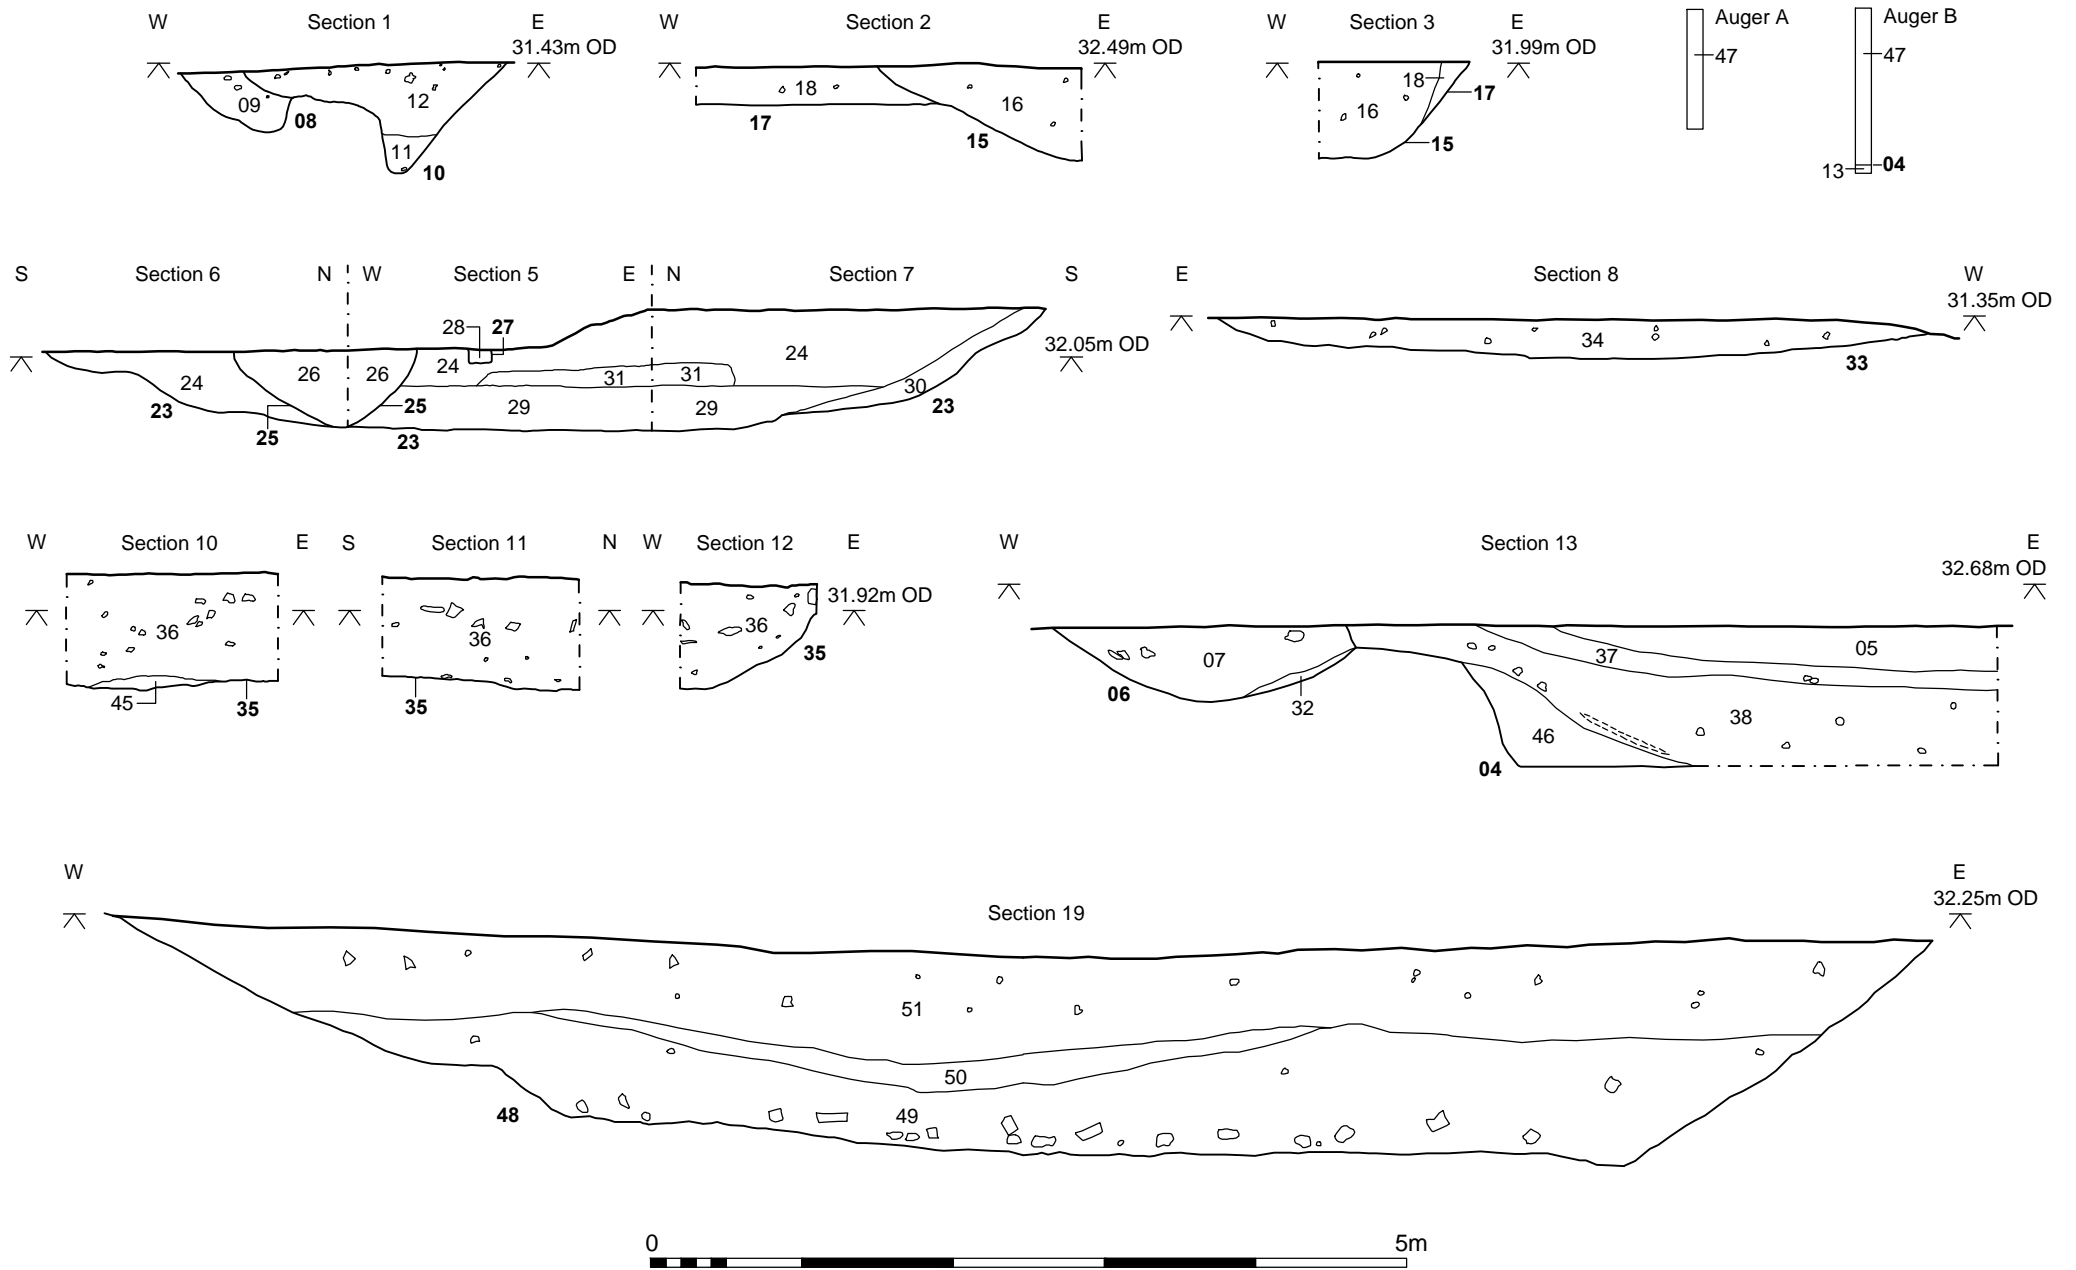 W Section 1 E
31.43m OD
09
12
08
11
10
W Section 2 E
32.49m OD
18
16
17
15
W Section 3 E
31.99m OD
18
17
16
15
Auger A
47
Auger B
47
13
04
S Section 6 N W Section 5 E N Section 7 S
32.05m OD
28
27
24
26
26
24
31
31
24
30
23
25
25
23
29
29
23
E Section 8 W
31.35m OD
34
33
W Section 10 E
36
45
35
S Section 11 N
36
35
W Section 12 E
31.92m OD
36
35
W Section 13 E
32.68m OD
07
37
05
06
32
38
46
04
W E
32.25m OD
Section 19
51
50
49
48
0 5m